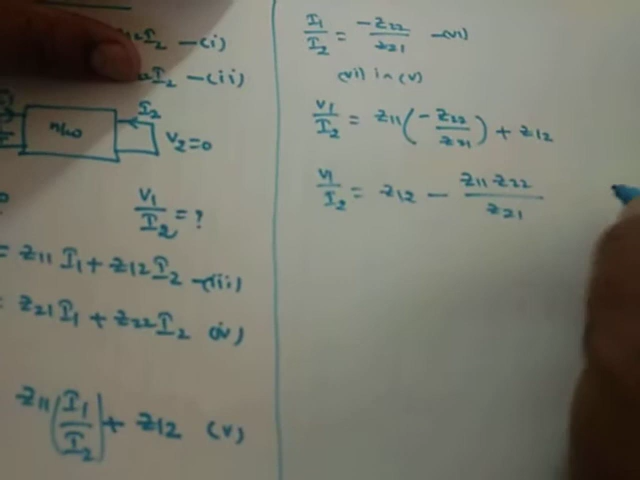 I2 -(i)
I2 -(ii)
n/w
I2
V2=0
V1/I2 = ?
= Z11 I1 + Z12 I2 -(iii)
= Z21 I1 + Z22 I2 (iv)
Z11 (I1/I2) + Z12 (v)
I1/I2 = -Z22/Z21 -(vi)
(vi) in (v)
V1/I2 = Z11(-Z22/Z21) + Z12
V1/I2 = Z12 - Z11 Z22/Z21